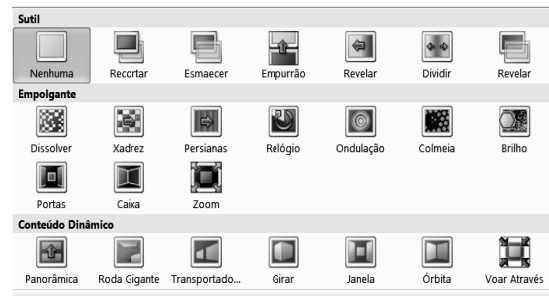 Sutil
Nenhuma Recortar Esmaecer Empurrão Revelar Dividir Revelar
Empolgante
Dissolver Xadrez Persianas Relógio Ondulação Colmeia Brilho
Portas Caixa Zoom
Conteúdo Dinâmico
Panorâmica Roda Gigante Transportado... Girar Janela Órbita Voar Através